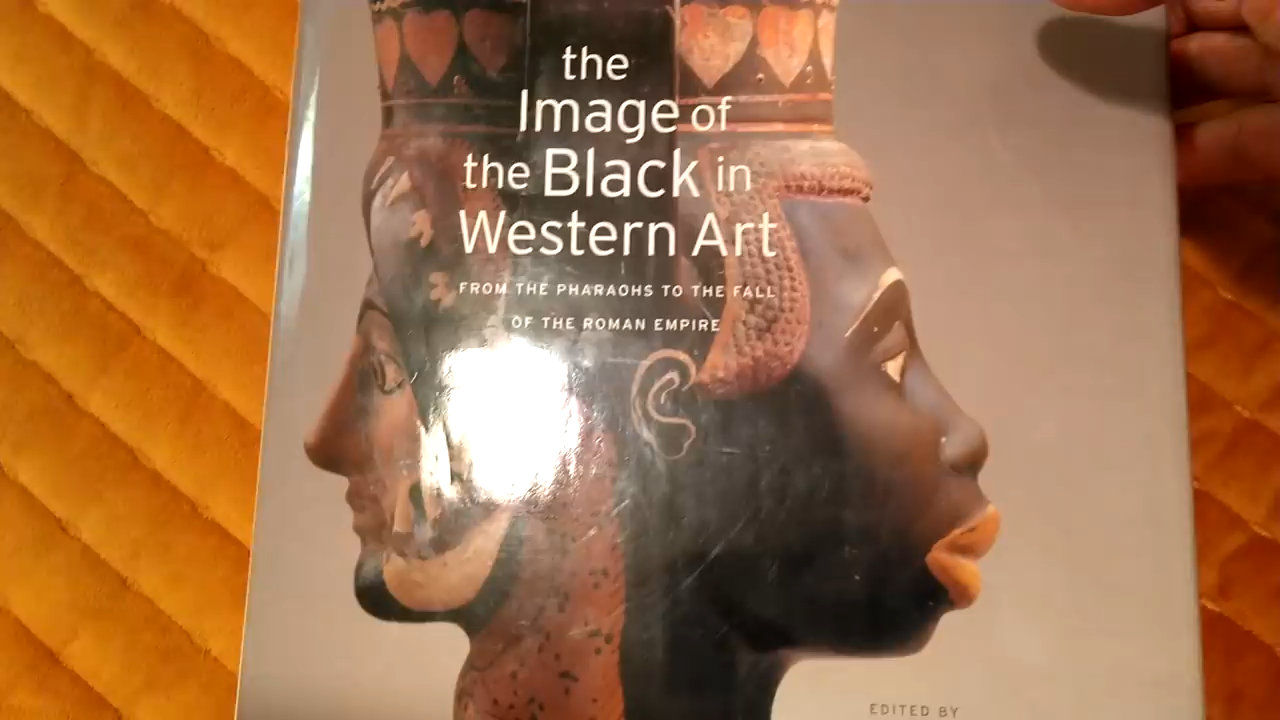 the
Image of
the Black in
Western Art
FROM THE PHARAOHS TO THE FALL
OF THE ROMAN EMPIRE
EDITED BY